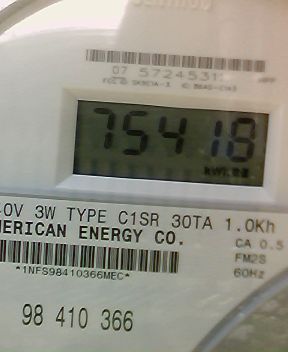 07 5724531
75418
kWh
0V 3W TYPE C1SR 30TA 1.0Kh
MERICAN ENERGY CO.
CA 0.5
FM2S
60Hz
*1NFS98410366MEC*
98 410 366